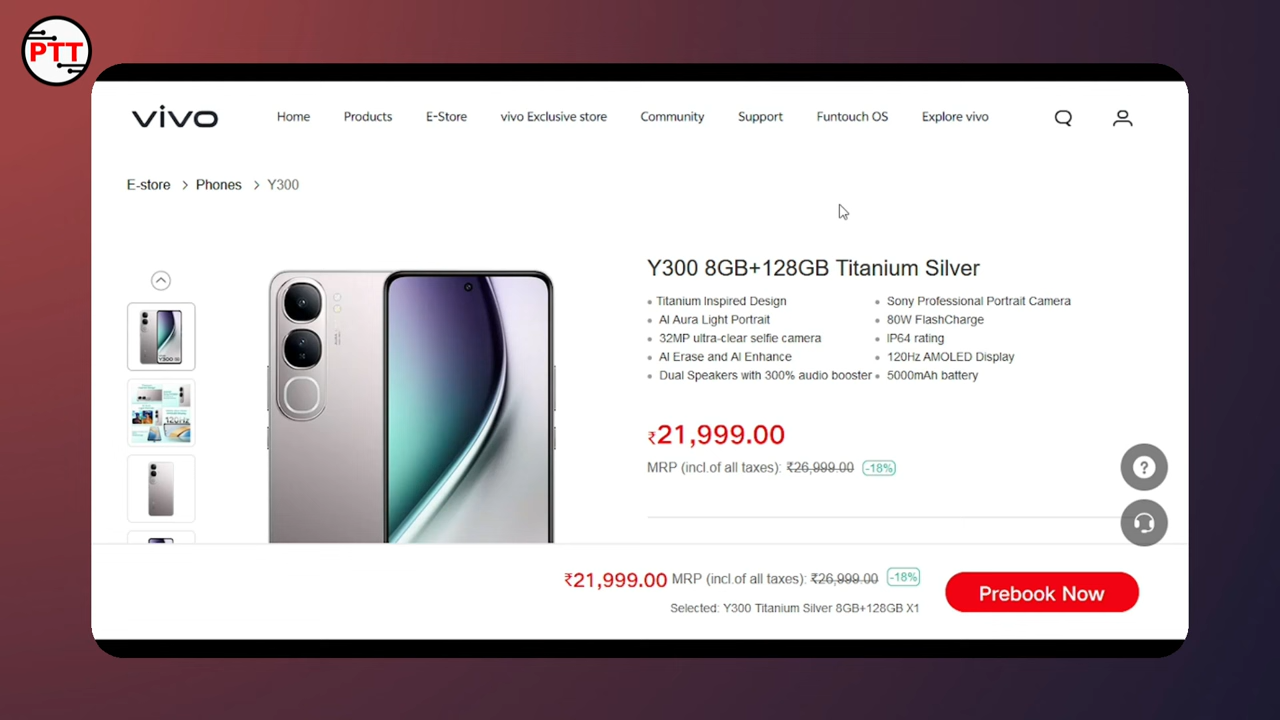 PTT
vivo
Home Products E-Store vivo Exclusive store Community Support Funtouch OS Explore vivo
E-store > Phones > Y300
Y300 8GB+128GB Titanium Silver
Titanium Inspired Design
AI Aura Light Portrait
32MP ultra-clear selfie camera
AI Erase and AI Enhance
Dual Speakers with 300% audio booster
Sony Professional Portrait Camera
80W FlashCharge
IP64 rating
120Hz AMOLED Display
5000mAh battery
₹21,999.00
MRP (incl.of all taxes): ₹26,999.00 -18%
?
₹21,999.00 MRP (incl.of all taxes): ₹26,999.00 -18%
Selected: Y300 Titanium Silver 8GB+128GB X1
Prebook Now